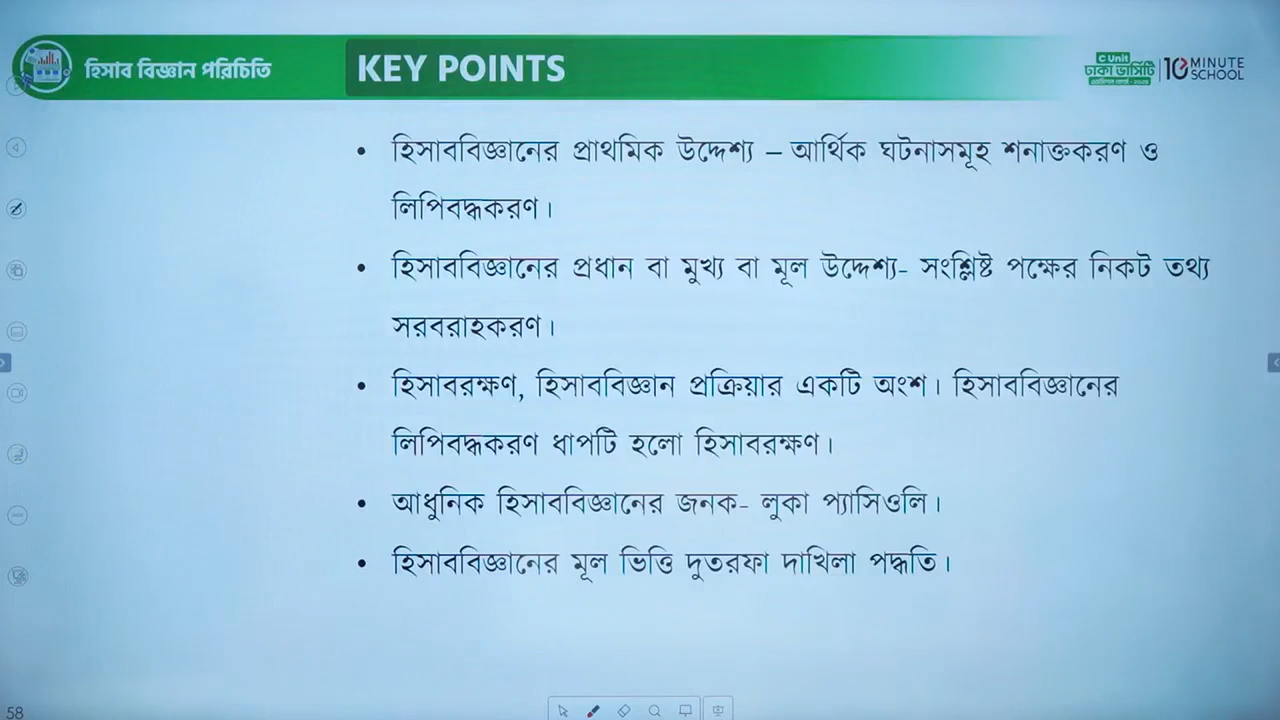 হিসাব বিজ্ঞান পরিচিতি
KEY POINTS
C Unit
ঢাকা ভার্সিটি
10 MINUTE SCHOOL
• হিসাববিজ্ঞানের প্রাথমিক উদ্দেশ্য – আর্থিক ঘটনাসমূহ শনাক্তকরণ ও
লিপিবদ্ধকরণ।
• হিসাববিজ্ঞানের প্রধান বা মুখ্য বা মূল উদ্দেশ্য- সংশ্লিষ্ট পক্ষের নিকট তথ্য
সরবরাহকরণ।
• হিসাবরক্ষণ, হিসাববিজ্ঞান প্রক্রিয়ার একটি অংশ। হিসাববিজ্ঞানের
লিপিবদ্ধকরণ ধাপটি হলো হিসাবরক্ষণ।
• আধুনিক হিসাববিজ্ঞানের জনক- লুকা প্যাসিওলি।
• হিসাববিজ্ঞানের মূল ভিত্তি দুতরফা দাখিলা পদ্ধতি।
58